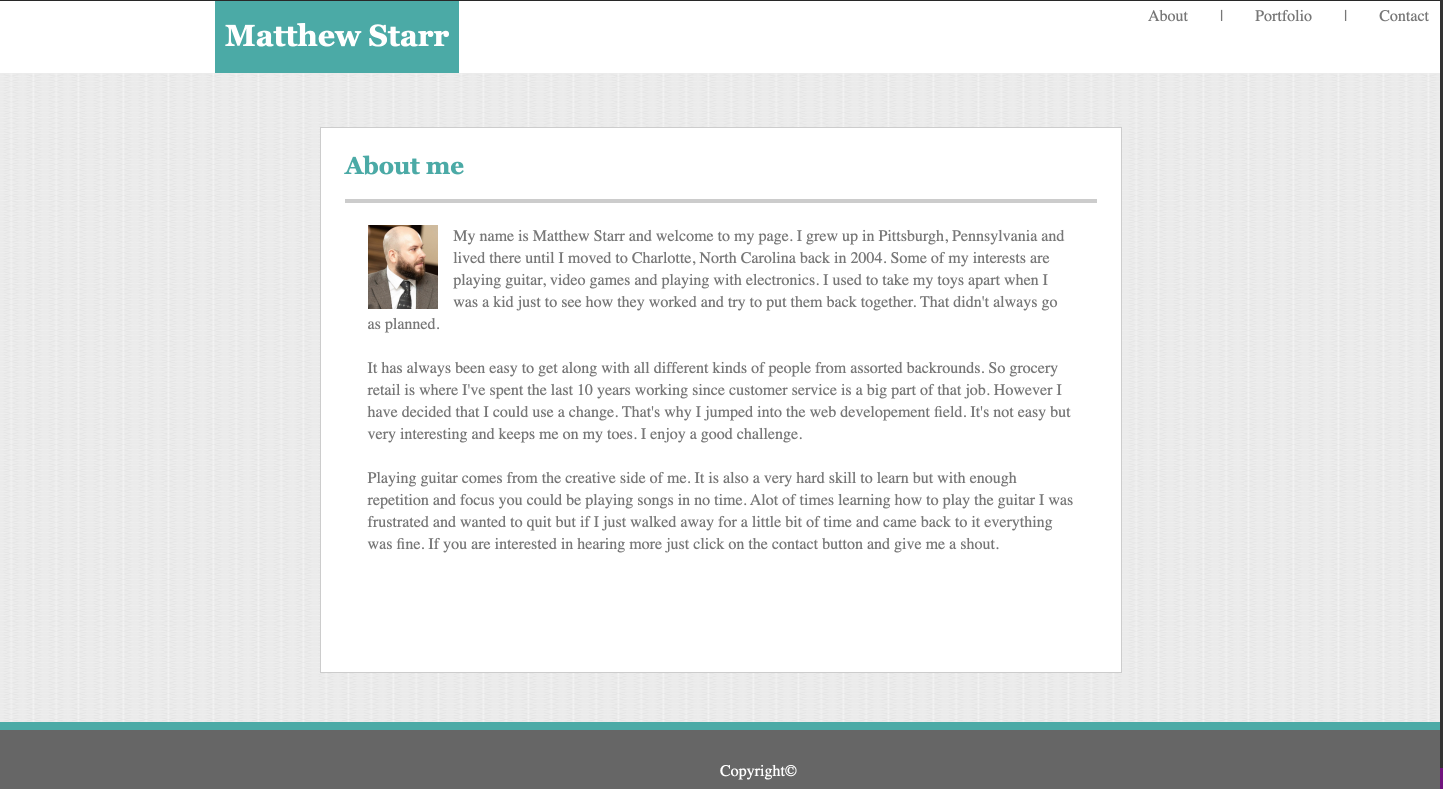 Matthew Starr
About | Portfolio | Contact
About me
My name is Matthew Starr and welcome to my page. I grew up in Pittsburgh, Pennsylvania and
lived there until I moved to Charlotte, North Carolina back in 2004. Some of my interests are
playing guitar, video games and playing with electronics. I used to take my toys apart when I
was a kid just to see how they worked and try to put them back together. That didn't always go
as planned.
It has always been easy to get along with all different kinds of people from assorted backrounds. So grocery
retail is where I've spent the last 10 years working since customer service is a big part of that job. However I
have decided that I could use a change. That's why I jumped into the web developement field. It's not easy but
very interesting and keeps me on my toes. I enjoy a good challenge.
Playing guitar comes from the creative side of me. It is also a very hard skill to learn but with enough
repetition and focus you could be playing songs in no time. Alot of times learning how to play the guitar I was
frustrated and wanted to quit but if I just walked away for a little bit of time and came back to it everything
was fine. If you are interested in hearing more just click on the contact button and give me a shout.
Copyright©